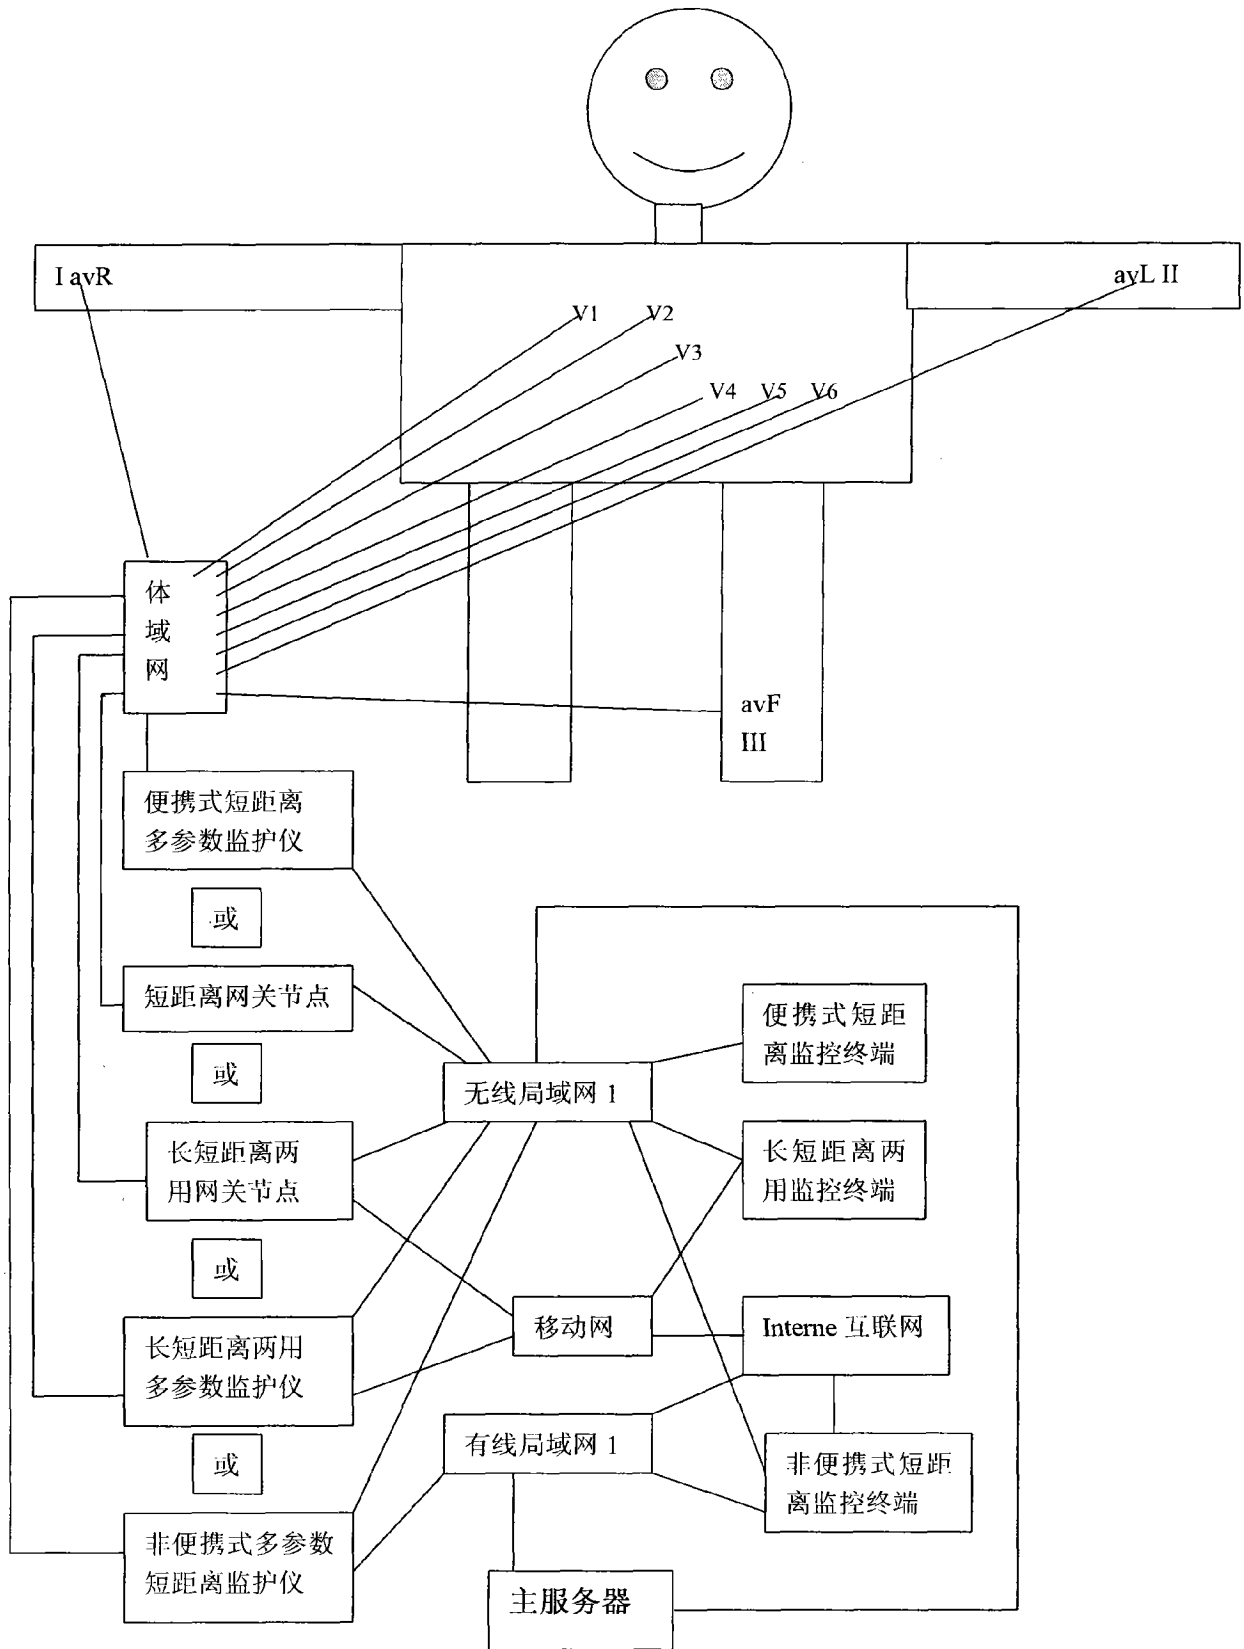 I avR
avL II
V1
V2
V3
V4
V5
V6
体
域
网
avF
III
便携式短距离
多参数监护仪
或
短距离网关节点
便携式短距
离监控终端
或
无线局域网 1
长短距离两
用网关节点
长短距离两
用监控终端
或
移动网
Interne 互联网
长短距离两用
多参数监护仪
有线局域网 1
或
非便携式短距
离监控终端
非便携式多参数
短距离监护仪
主服务器